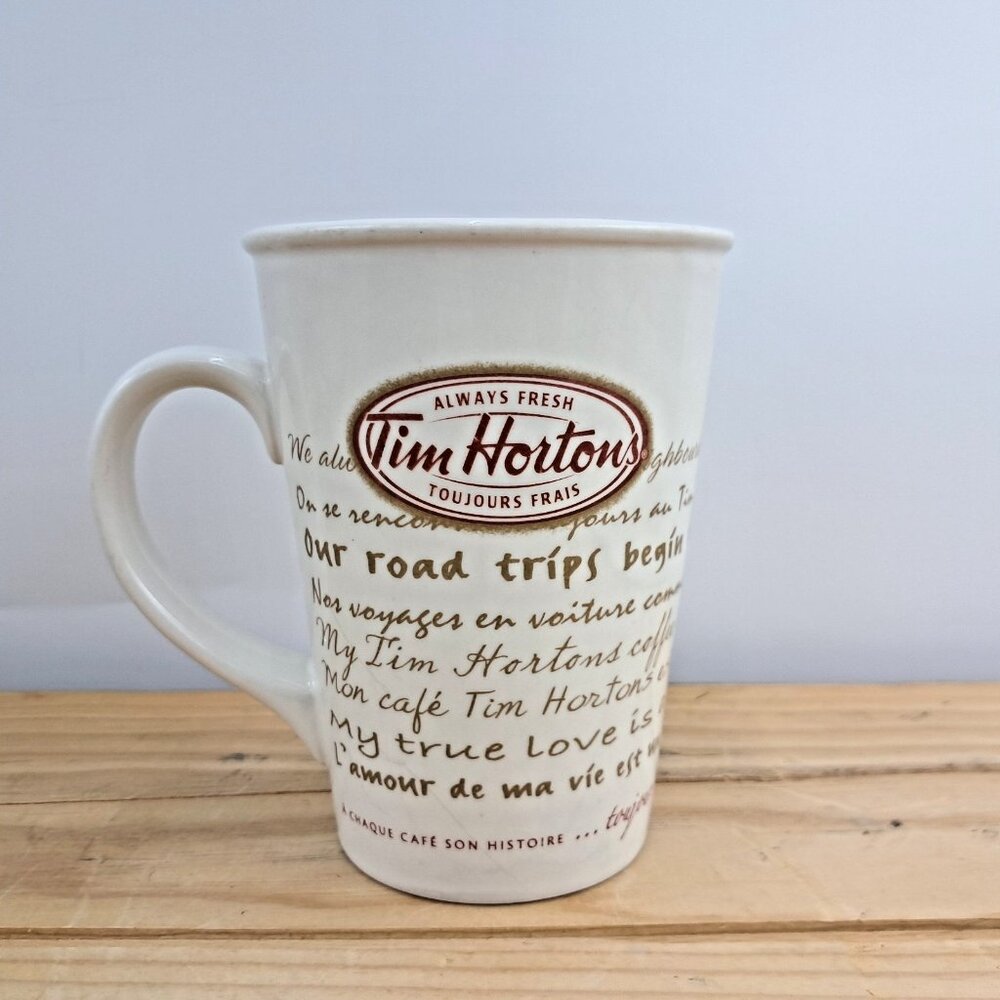 ALWAYS FRESH
Tim Hortons
TOUJOURS FRAIS
We
On se au
Our road trips begin
Nos voyages en voiture
My Tim Hortons
Mon café Tim Hortons
My true love is
L'amour de ma vie est
À CHAQUE CAFÉ SON HISTOIRE ...